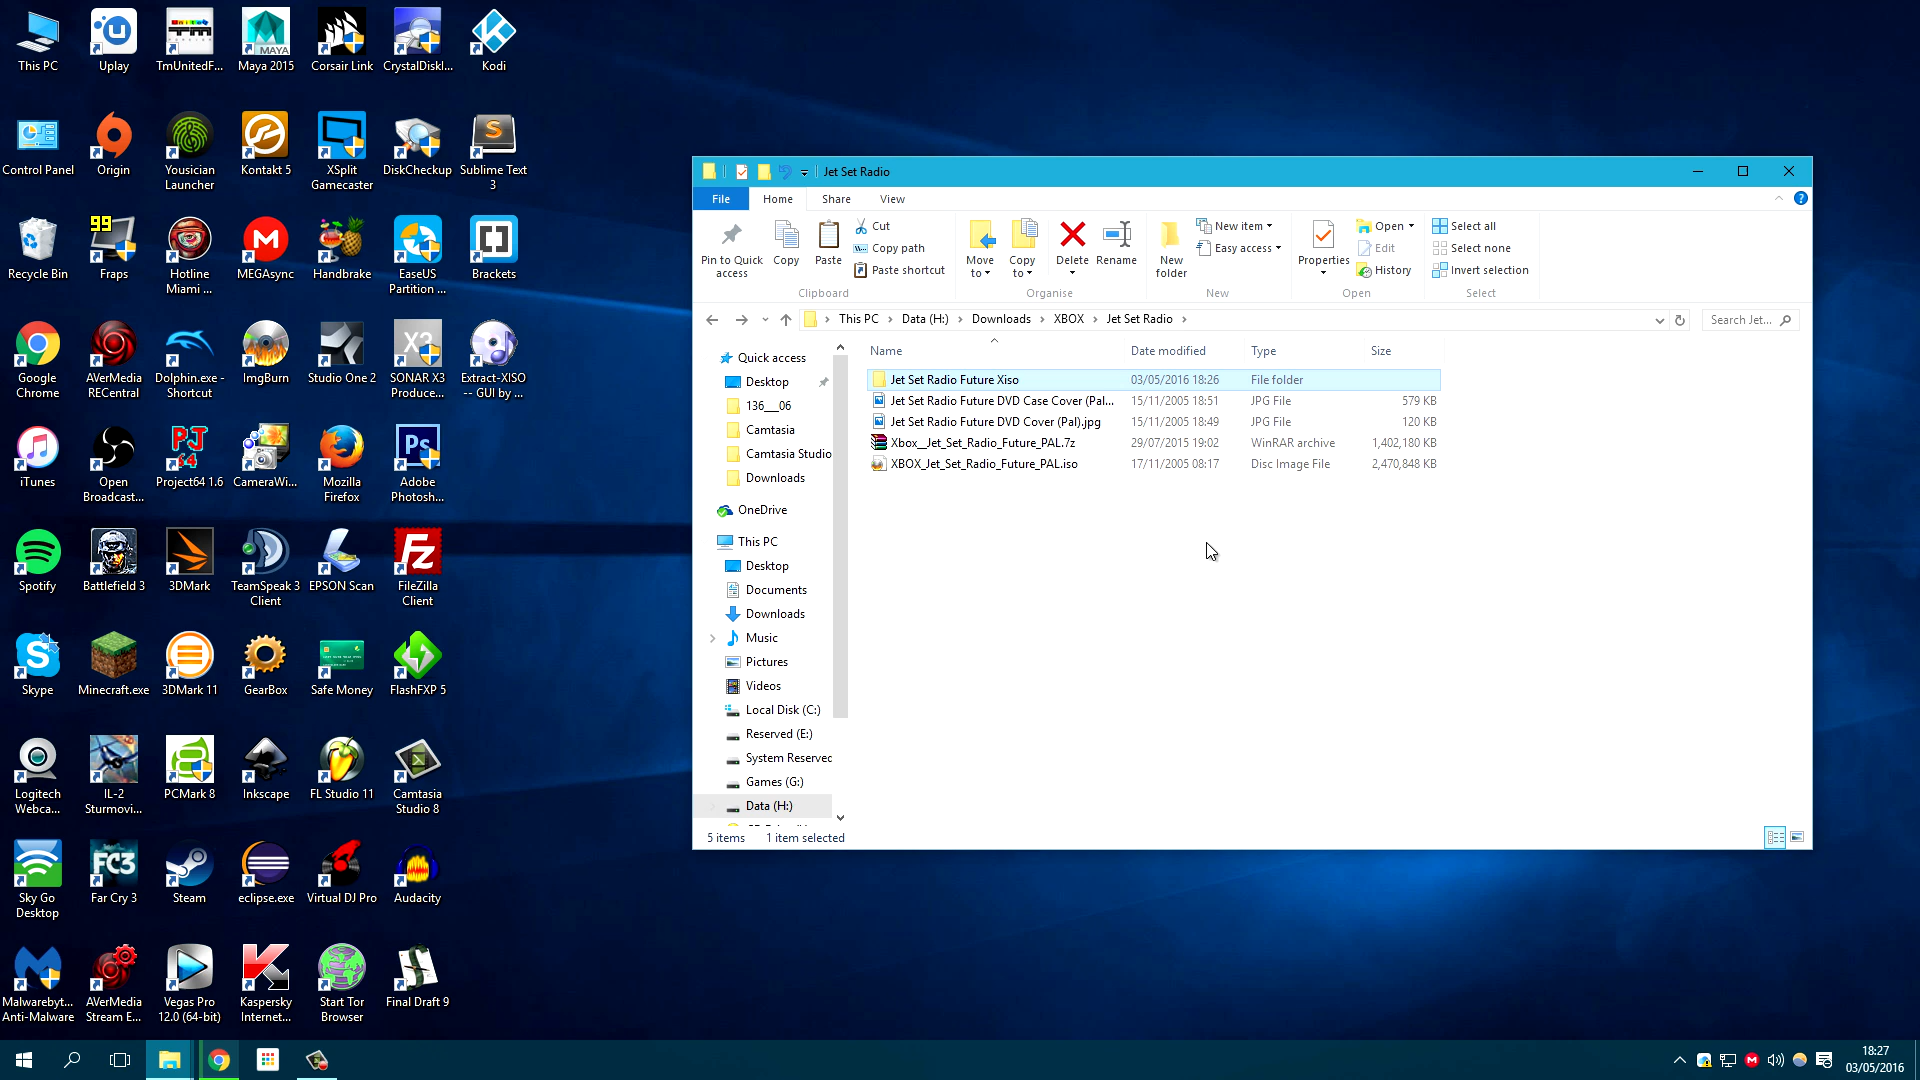 This PC
Uplay
TmUnitedF...
Maya 2015
Corsair Link
CrystalDiskI...
Kodi
Control Panel
Origin
Yousician
Launcher
Kontakt 5
XSplit
Gamecaster
DiskCheckup
Sublime Text
3
Recycle Bin
Fraps
Hotline
Miami ...
MEGAsync
Handbrake
EaseUS
Partition ...
Brackets
Google
Chrome
AVerMedia
RECentral
Dolphin.exe -
Shortcut
ImgBurn
Studio One 2
SONAR X3
Produce...
Extract-XISO
-- GUI by ...
iTunes
Open
Broadcast...
Project64 1.6
CameraWi...
Mozilla
Firefox
Adobe
Photosh...
Spotify
Battlefield 3
3DMark
TeamSpeak 3
Client
EPSON Scan
FileZilla
Client
Skype
Minecraft.exe
3DMark 11
GearBox
Safe Money
FlashFXP 5
Logitech
Webca...
IL-2
Sturmovi...
PCMark 8
Inkscape
FL Studio 11
Camtasia
Studio 8
Sky Go
Desktop
Far Cry 3
Steam
eclipse.exe
Virtual DJ Pro
Audacity
Malwarebyt...
Anti-Malware
AVerMedia
Stream E...
Vegas Pro
12.0 (64-bit)
Kaspersky
Internet...
Start Tor
Browser
Final Draft 9
99
MAYA
X3
PJ
64
Ps
Fz
FC3
S
Jet Set Radio
File Home Share View
Pin to Quick
access
Copy
Paste
Cut
Copy path
Paste shortcut
Clipboard
Move
to
Copy
to
Delete
Rename
Organise
New
folder
New item
Easy access
New
Properties
Open
Edit
History
Open
Select all
Select none
Invert selection
Select
This PC > Data (H:) > Downloads > XBOX > Jet Set Radio >
Search Jet...
Quick access
Desktop
136___06
Camtasia
Camtasia Studio
Downloads
OneDrive
This PC
Desktop
Documents
Downloads
Music
Pictures
Videos
Local Disk (C:)
Reserved (E:)
System Reserved
Games (G:)
Data (H:)
Name Date modified Type Size
Jet Set Radio Future Xiso 03/05/2016 18:26 File folder
Jet Set Radio Future DVD Case Cover (Pal... 15/11/2005 18:51 JPG File 579 KB
Jet Set Radio Future DVD Cover (Pal).jpg 15/11/2005 18:49 JPG File 120 KB
Xbox__Jet_Set_Radio_Future_PAL.7z 29/07/2015 19:02 WinRAR archive 1,402,180 KB
XBOX_Jet_Set_Radio_Future_PAL.iso 17/11/2005 08:17 Disc Image File 2,470,848 KB
5 items 1 item selected
18:27
03/05/2016